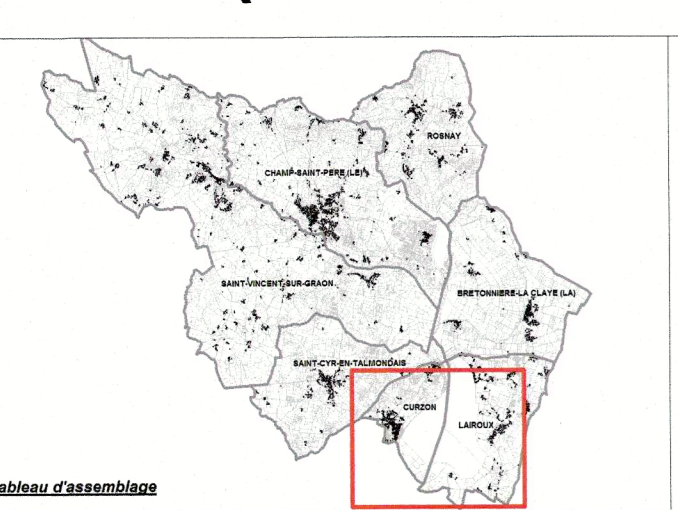 ROSNAY
CHAMP-SAINT-PERE (LE)
SAINT-VINCENT-SUR-GRAON
BRETONNIERE-LA CLAYE (LA)
SAINT-CYR-EN-TALMONDAIS
CURZON
LAIROUX
ableau d'assemblage